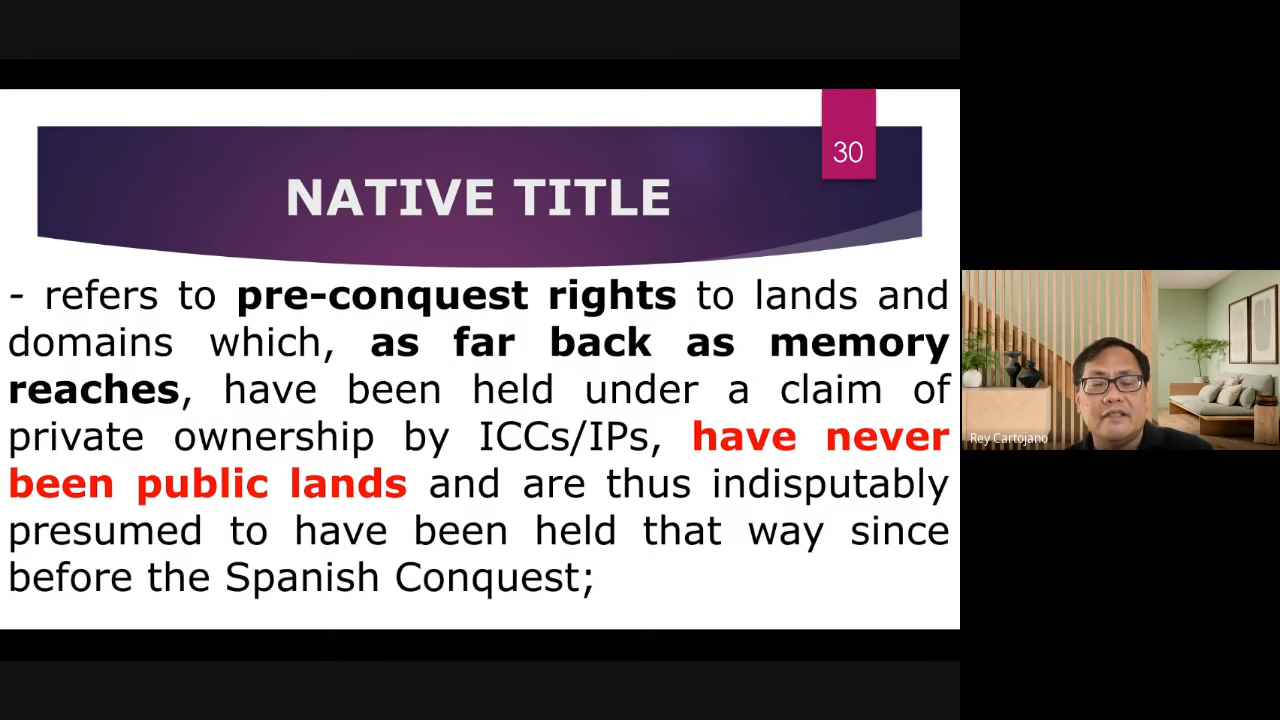 30
NATIVE TITLE
- refers to pre-conquest rights to lands and
domains which, as far back as memory
reaches, have been held under a claim of
private ownership by ICCs/IPs, have never
been public lands and are thus indisputably
presumed to have been held that way since
before the Spanish Conquest;
Rey Cartojano